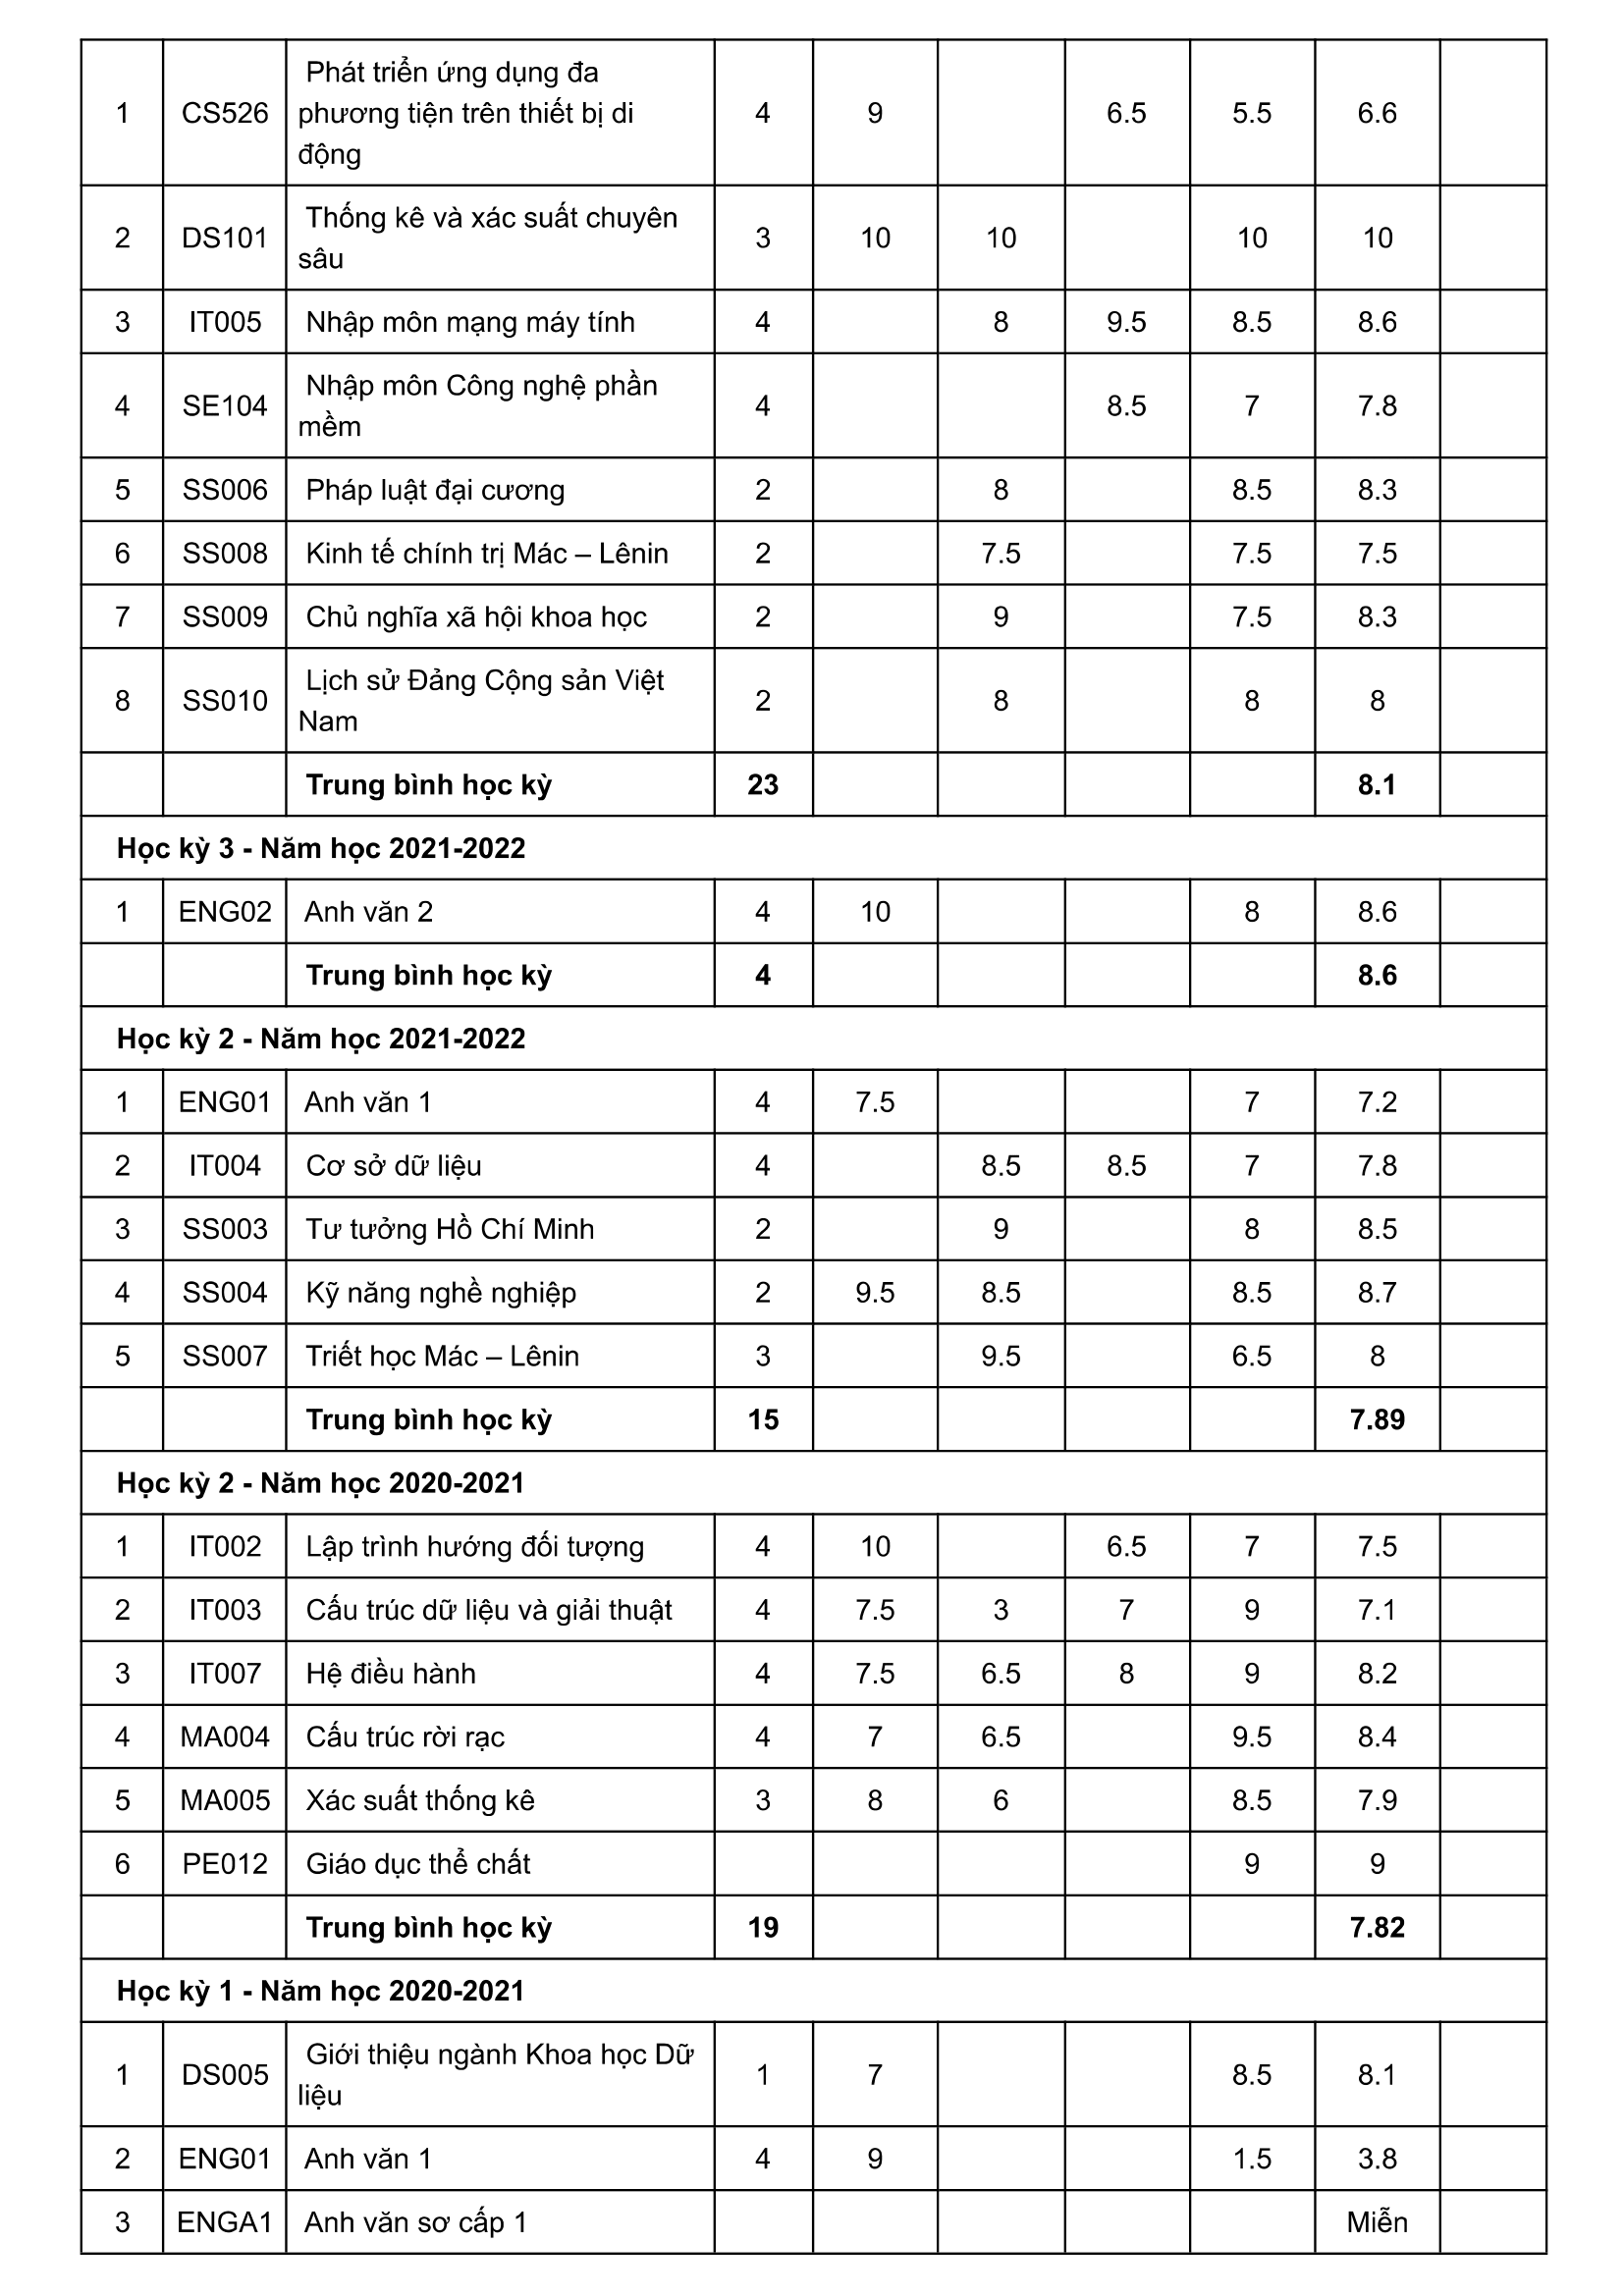 1 CS526 Phát triển ứng dụng đa phương tiện trên thiết bị di động 4 9 6.5 5.5 6.6
2 DS101 Thống kê và xác suất chuyên sâu 3 10 10 10 10
3 IT005 Nhập môn mạng máy tính 4 8 9.5 8.5 8.6
4 SE104 Nhập môn Công nghệ phần mềm 4 8.5 7 7.8
5 SS006 Pháp luật đại cương 2 8 8.5 8.3
6 SS008 Kinh tế chính trị Mác – Lênin 2 7.5 7.5 7.5
7 SS009 Chủ nghĩa xã hội khoa học 2 9 7.5 8.3
8 SS010 Lịch sử Đảng Cộng sản Việt Nam 2 8 8 8
Trung bình học kỳ 23 8.1
Học kỳ 3 - Năm học 2021-2022
1 ENG02 Anh văn 2 4 10 8 8.6
Trung bình học kỳ 4 8.6
Học kỳ 2 - Năm học 2021-2022
1 ENG01 Anh văn 1 4 7.5 7 7.2
2 IT004 Cơ sở dữ liệu 4 8.5 8.5 7 7.8
3 SS003 Tư tưởng Hồ Chí Minh 2 9 8 8.5
4 SS004 Kỹ năng nghề nghiệp 2 9.5 8.5 8.5 8.7
5 SS007 Triết học Mác – Lênin 3 9.5 6.5 8
Trung bình học kỳ 15 7.89
Học kỳ 2 - Năm học 2020-2021
1 IT002 Lập trình hướng đối tượng 4 10 6.5 7 7.5
2 IT003 Cấu trúc dữ liệu và giải thuật 4 7.5 3 7 9 7.1
3 IT007 Hệ điều hành 4 7.5 6.5 8 9 8.2
4 MA004 Cấu trúc rời rạc 4 7 6.5 9.5 8.4
5 MA005 Xác suất thống kê 3 8 6 8.5 7.9
6 PE012 Giáo dục thể chất 9 9
Trung bình học kỳ 19 7.82
Học kỳ 1 - Năm học 2020-2021
1 DS005 Giới thiệu ngành Khoa học Dữ liệu 1 7 8.5 8.1
2 ENG01 Anh văn 1 4 9 1.5 3.8
3 ENGA1 Anh văn sơ cấp 1 Miễn